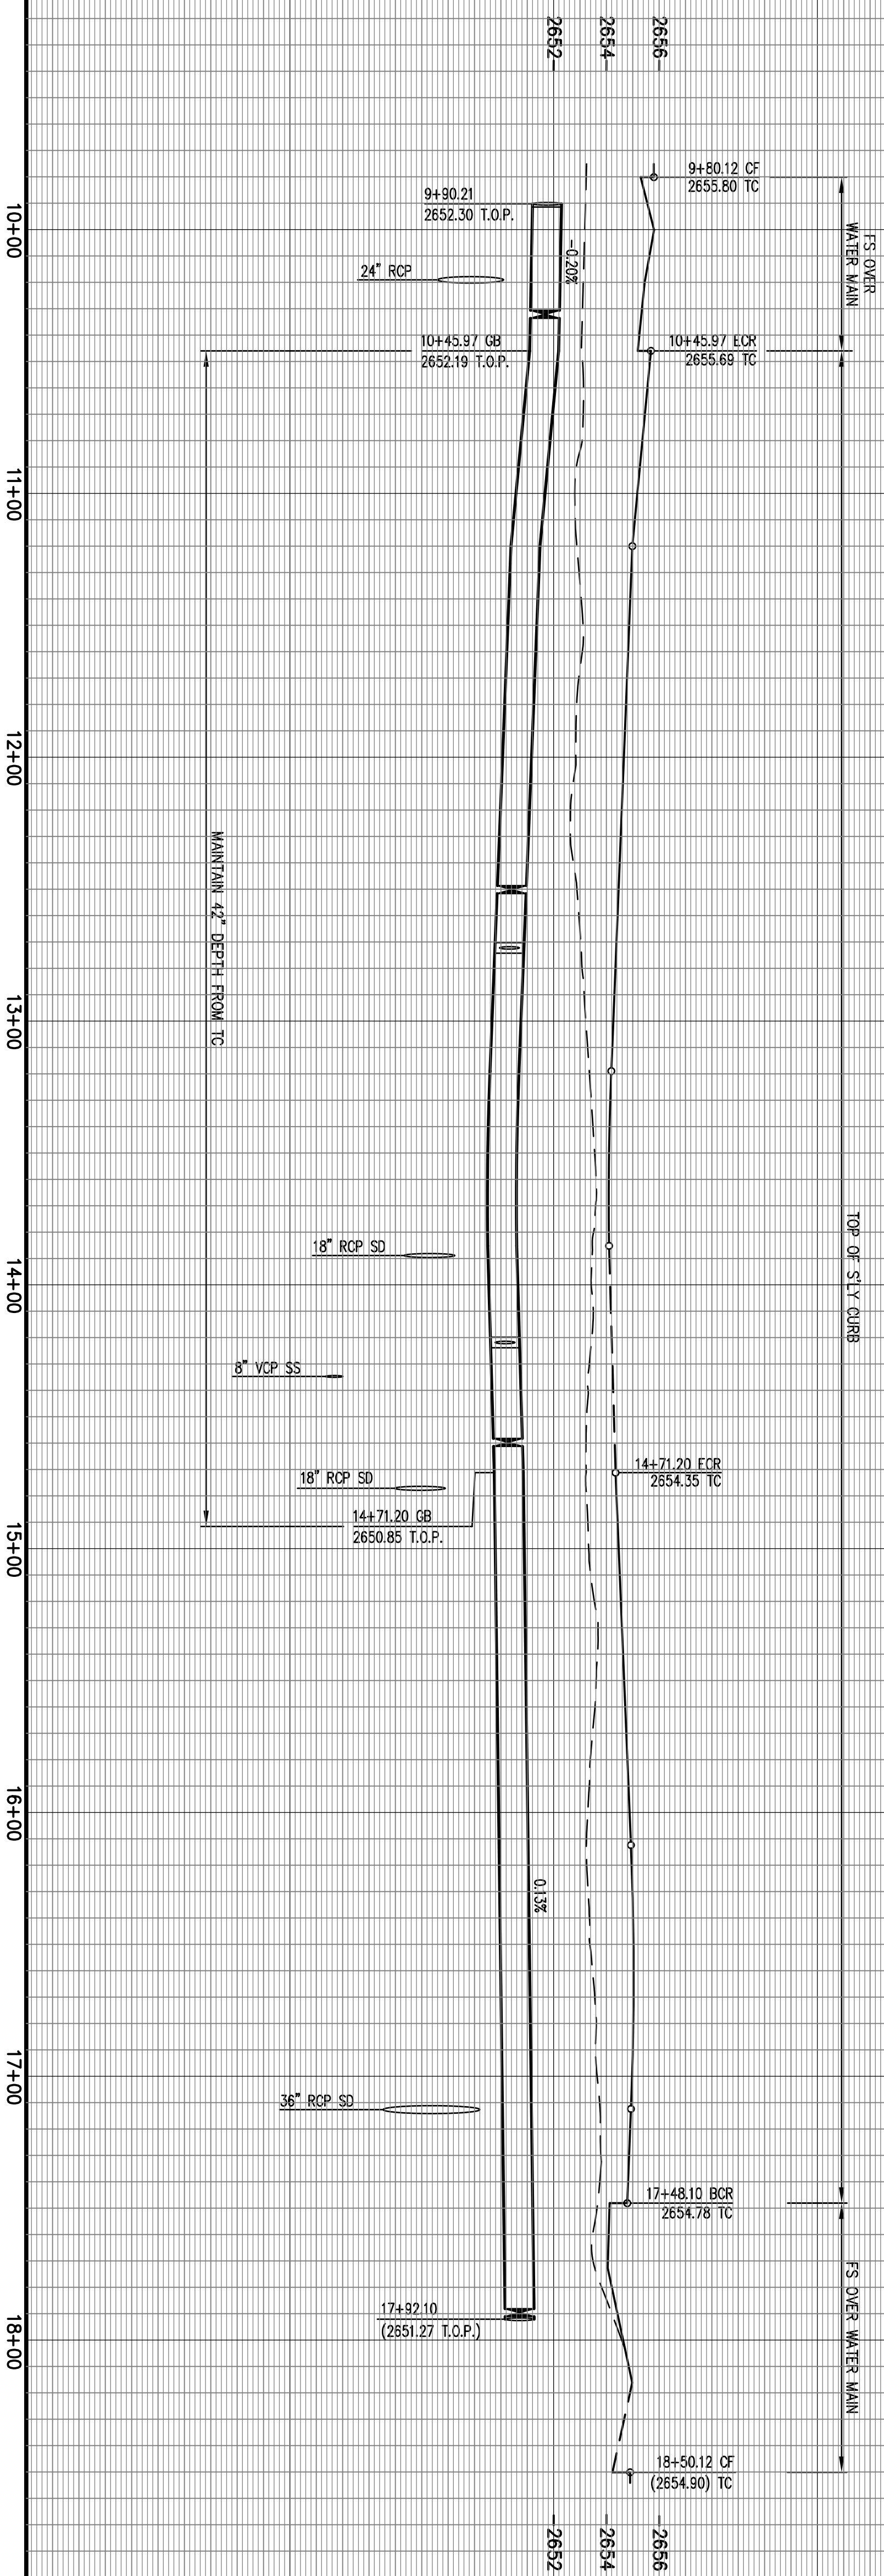 2652
2654
2656
9+80.12 CF
2655.80 TC
FS OVER
WATER MAIN
9+90.21
2652.30 T.O.P.
-0.20%
24" RCP
10+45.97 GB
2652.19 T.O.P.
10+45.97 ECR
2655.69 TC
MAINTAIN 42" DEPTH FROM TC
TOP OF S'LY CURB
18" RCP SD
8" VCP SS
18" RCP SD
14+71.20 ECR
2654.35 TC
14+71.20 GB
2650.85 T.O.P.
0.13%
36" RCP SD
17+48.10 BCR
2654.78 TC
FS OVER WATER MAIN
17+92.10
(2651.27 T.O.P.)
18+50.12 CF
(2654.90) TC
2652
2654
2656
10+00
11+00
12+00
13+00
14+00
15+00
16+00
17+00
18+00